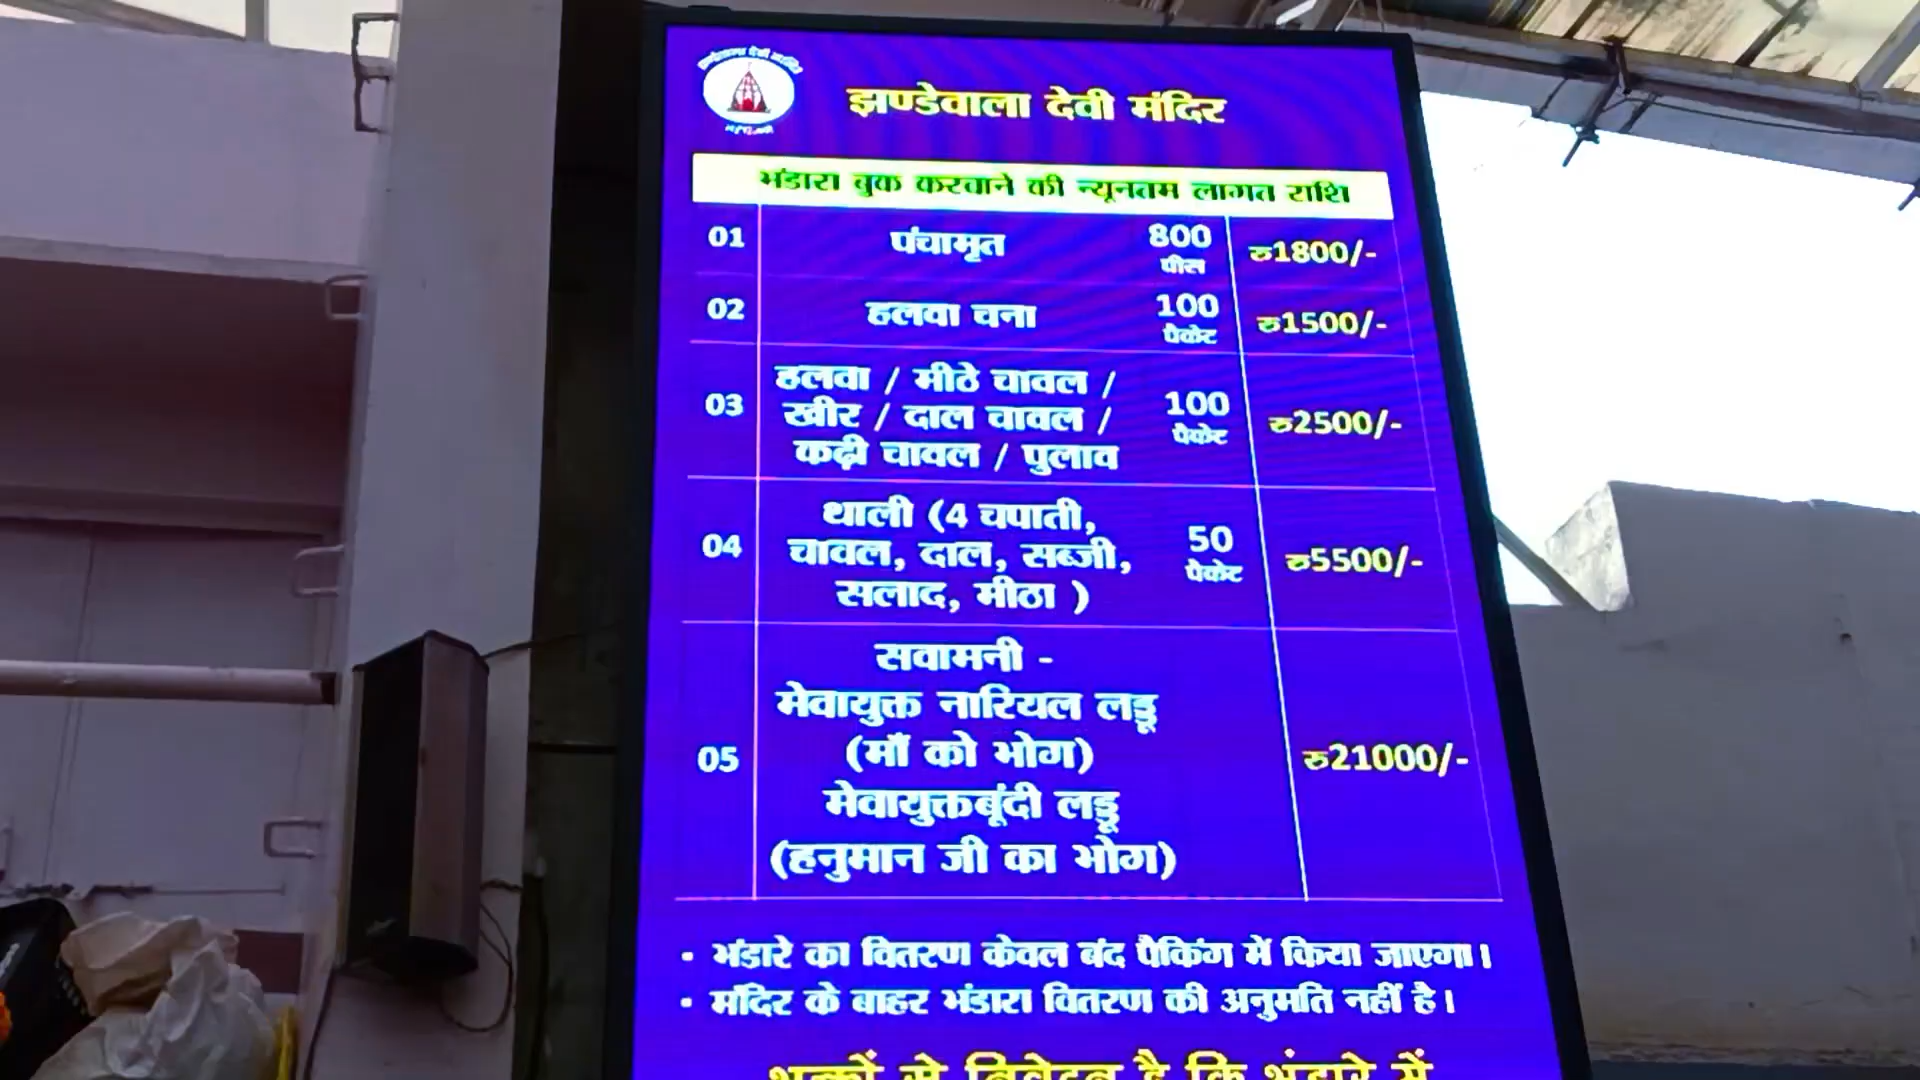 झण्डेवाला देवी मंदिर
भंडारा बुक करवाने की न्यूनतम लागत राशि
01 पंचामृत 800 पीस रु1800/-
02 हलवा चना 100 पैकेट रु1500/-
03 हलवा / मीठे चावल /
खीर / दाल चावल /
कढ़ी चावल / पुलाव
100 पैकेट रु2500/-
04 थाली (4 चपाती,
चावल, दाल, सब्जी,
सलाद, मीठा )
50 पैकेट रु5500/-
05 सवामनी -
मेवायुक्त नारियल लड्डू
(माँ को भोग)
मेवायुक्तबूंदी लड्डू
(हनुमान जी का भोग)
रु21000/-
• भंडारे का वितरण केवल बंद पैकिंग में किया जाएगा।
• मंदिर के बाहर भंडारा वितरण की अनुमति नहीं है।
भक्तों से निवेदन है कि भंडारे में